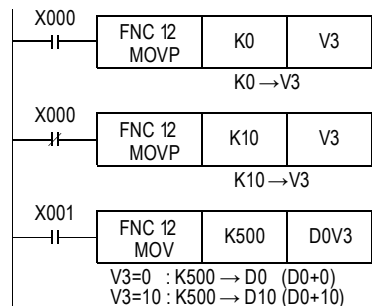 X000
FNC 12 MOVP K0 V3
K0 → V3
X000
FNC 12 MOVP K10 V3
K10 → V3
X001
FNC 12 MOV K500 D0V3
V3=0 : K500 → D0 (D0+0)
V3=10 : K500 → D10 (D0+10)